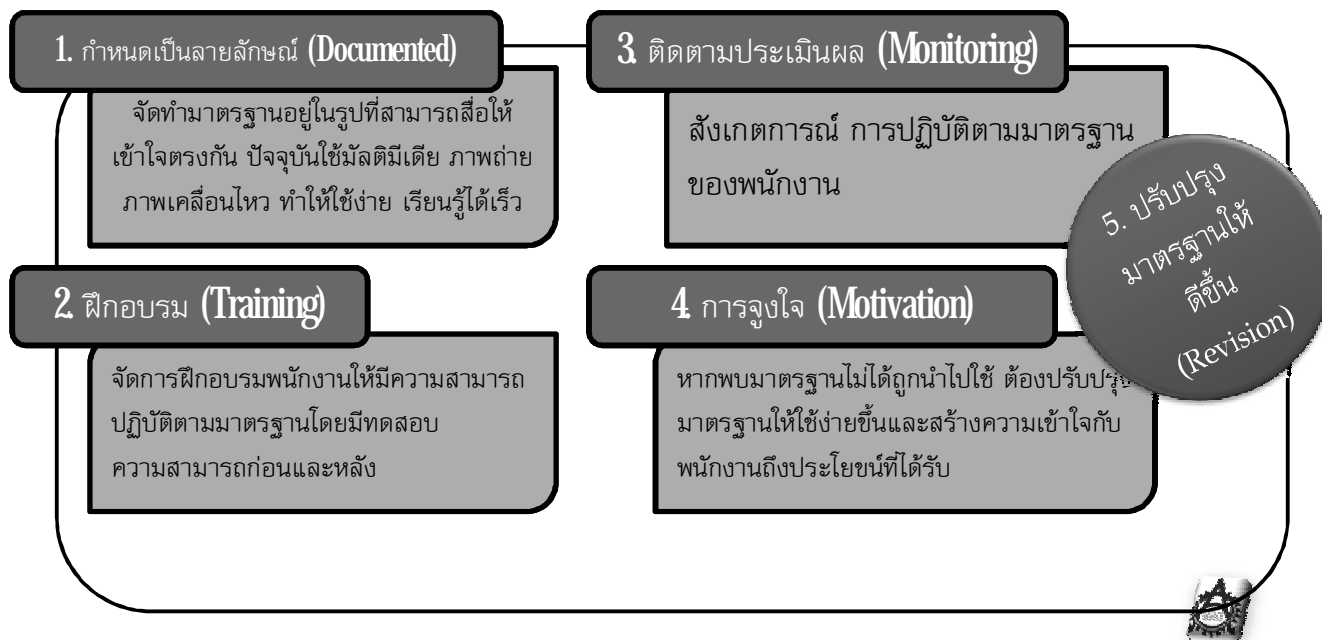 1. กำหนดเป็นลายลักษณ์ (Documented)
จัดทำมาตรฐานอยู่ในรูปที่สามารถสื่อให้
เข้าใจตรงกัน ปัจจุบันใช้มัลติมีเดีย ภาพถ่าย
ภาพเคลื่อนไหว ทำให้ใช้ง่าย เรียนรู้ได้เร็ว
2. ฝึกอบรม (Training)
จัดการฝึกอบรมพนักงานให้มีความสามารถ
ปฏิบัติตามมาตรฐานโดยมีทดสอบ
ความสามารถก่อนและหลัง
3. ติดตามประเมินผล (Monitoring)
สังเกตการณ์ การปฏิบัติตามมาตรฐาน
ของพนักงาน
4. การจูงใจ (Motivation)
หากพบมาตรฐานไม่ได้ถูกนำไปใช้ ต้องปรับปรุง
มาตรฐานให้ใช้ง่ายขึ้นและสร้างความเข้าใจกับ
พนักงานถึงประโยขน์ที่ได้รับ
5. ปรับปรุง
มาตรฐานให้
ดีขึ้น
(Revision)